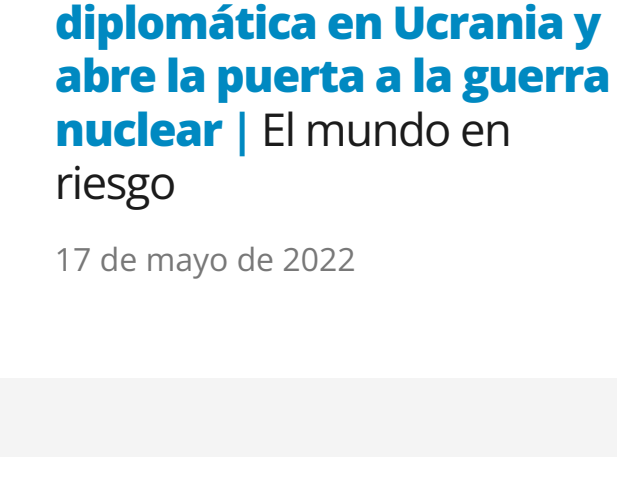 diplomática en Ucrania y
abre la puerta a la guerra
nuclear | El mundo en
riesgo
17 de mayo de 2022